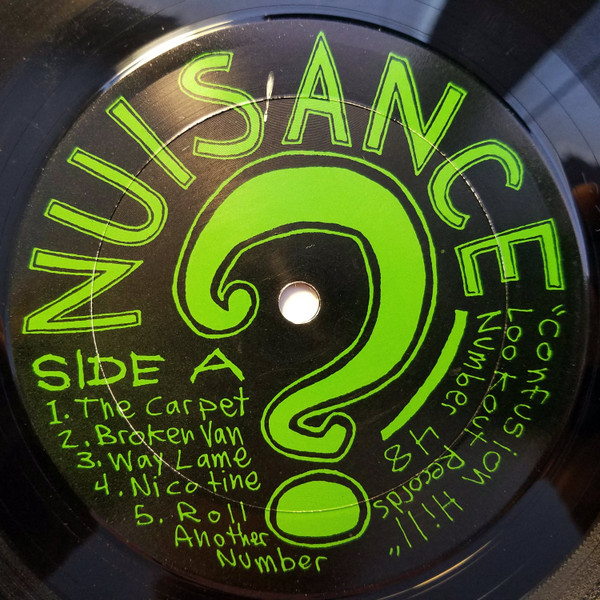 NUISANCE
SIDE A
1. The Carpet
2. Broken Van
3. Way Lame
4. Nicotine
5. Roll
Another
Number
"Confusion Hill"
Lookout Records
Number 48